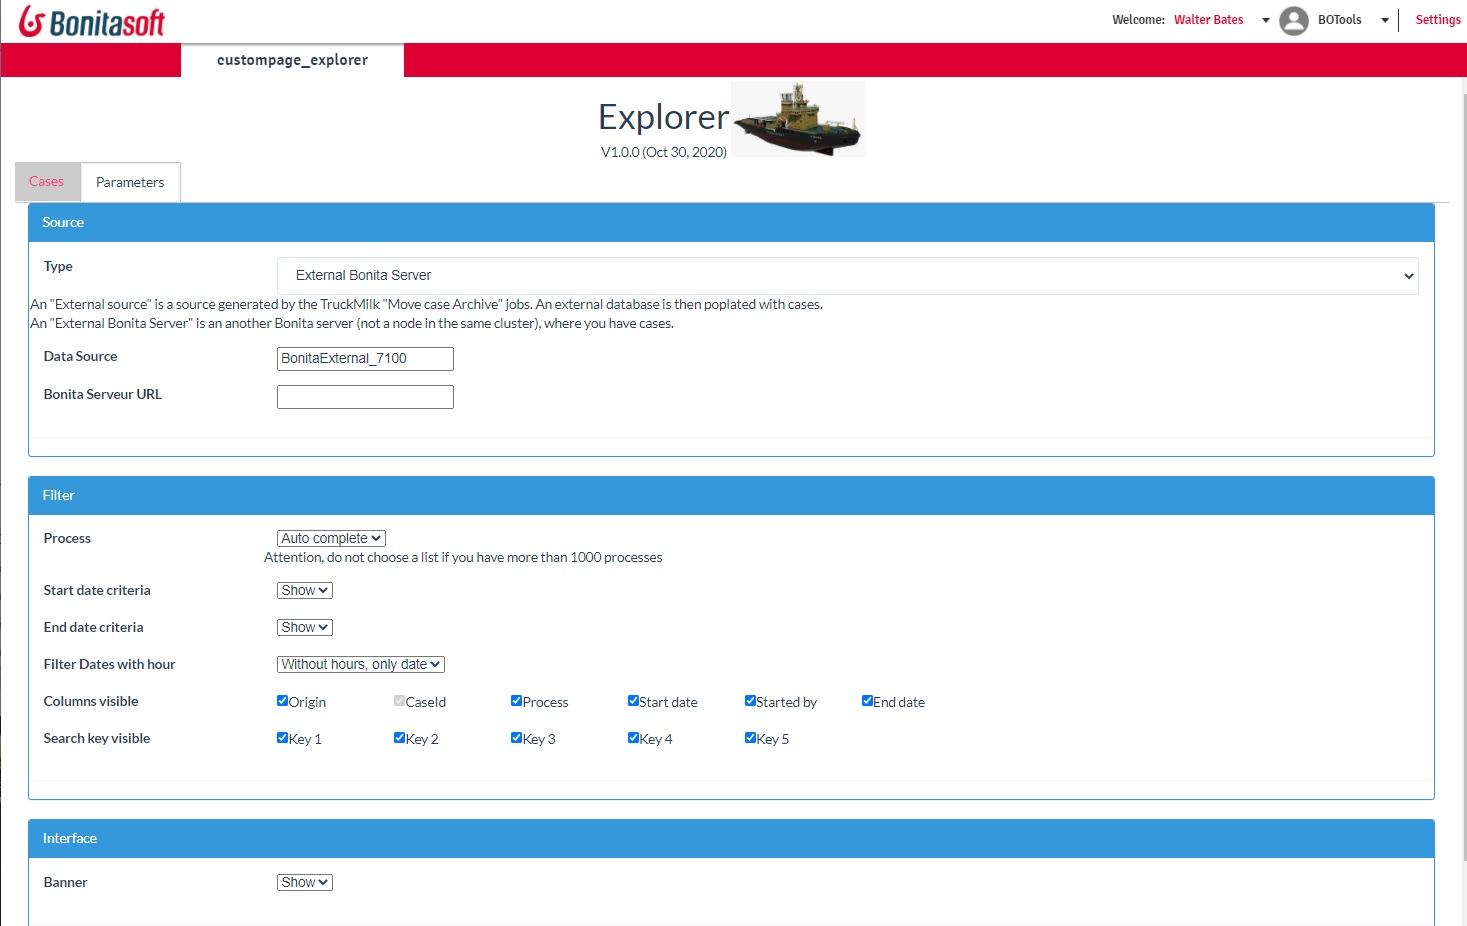 Bonitasoft
Welcome: Walter Bates BOTools Settings
custompage_explorer
Explorer
V1.0.0 (Oct 30, 2020)
Cases Parameters
Source
Type External Bonita Server
An "External source" is a source generated by the TruckMilk "Move case Archive" jobs. An external database is then poplated with cases.
An "External Bonita Server" is an another Bonita server (not a node in the same cluster), where you have cases.
Data Source BonitaExternal_7100
Bonita Serveur URL
Filter
Process Auto complete
Attention, do not choose a list if you have more than 1000 processes
Start date criteria Show
End date criteria Show
Filter Dates with hour Without hours, only date
Columns visible Origin CaseId Process Start date Started by End date
Search key visible Key 1 Key 2 Key 3 Key 4 Key 5
Interface
Banner Show